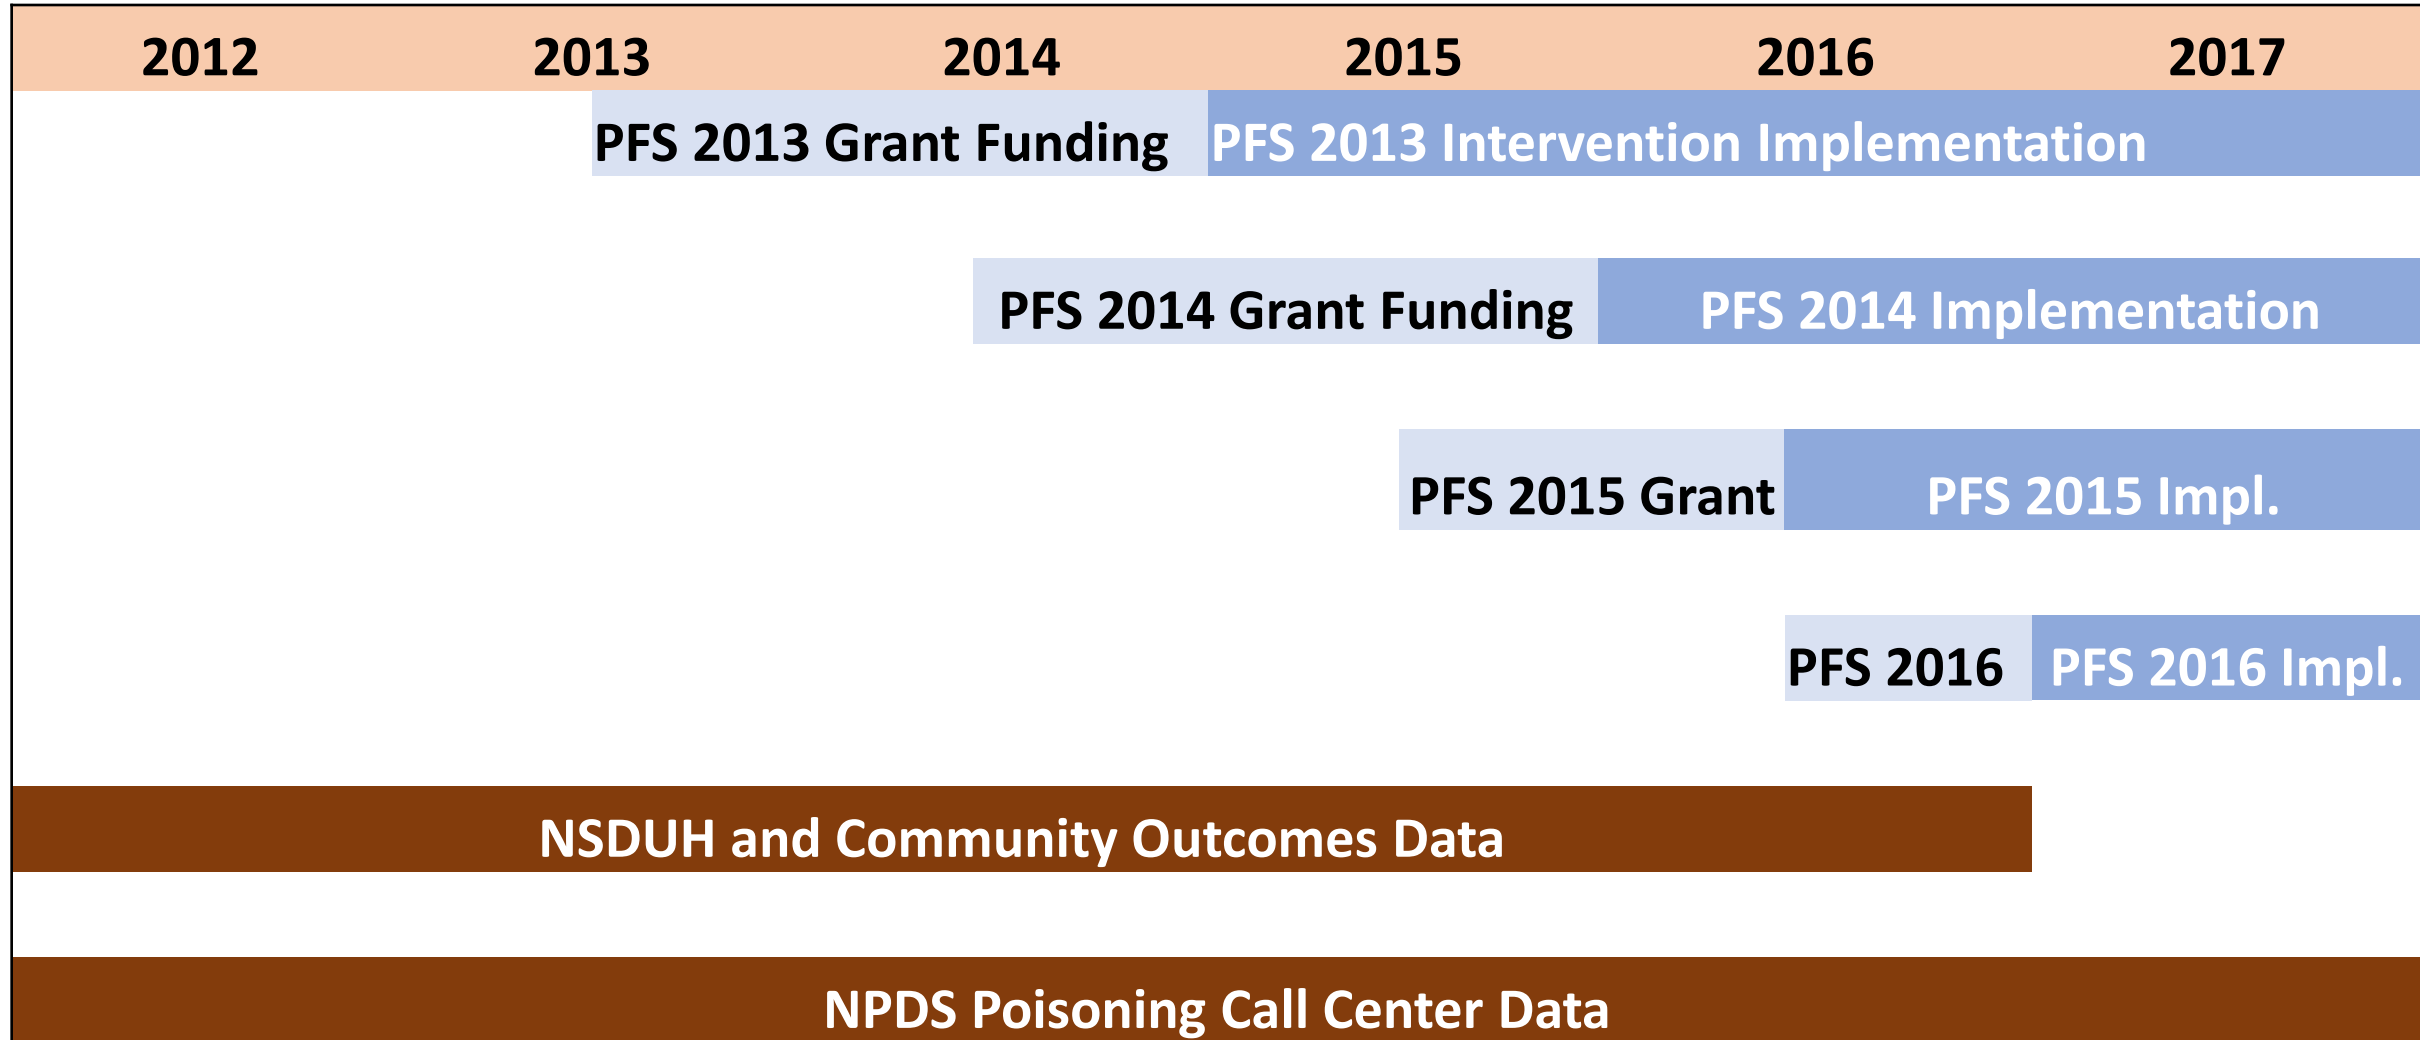 2012 2013 2014 2015 2016 2017
PFS 2013 Grant Funding PFS 2013 Intervention Implementation
PFS 2014 Grant Funding PFS 2014 Implementation
PFS 2015 Grant PFS 2015 Impl.
PFS 2016 PFS 2016 Impl.
NSDUH and Community Outcomes Data
NPDS Poisoning Call Center Data